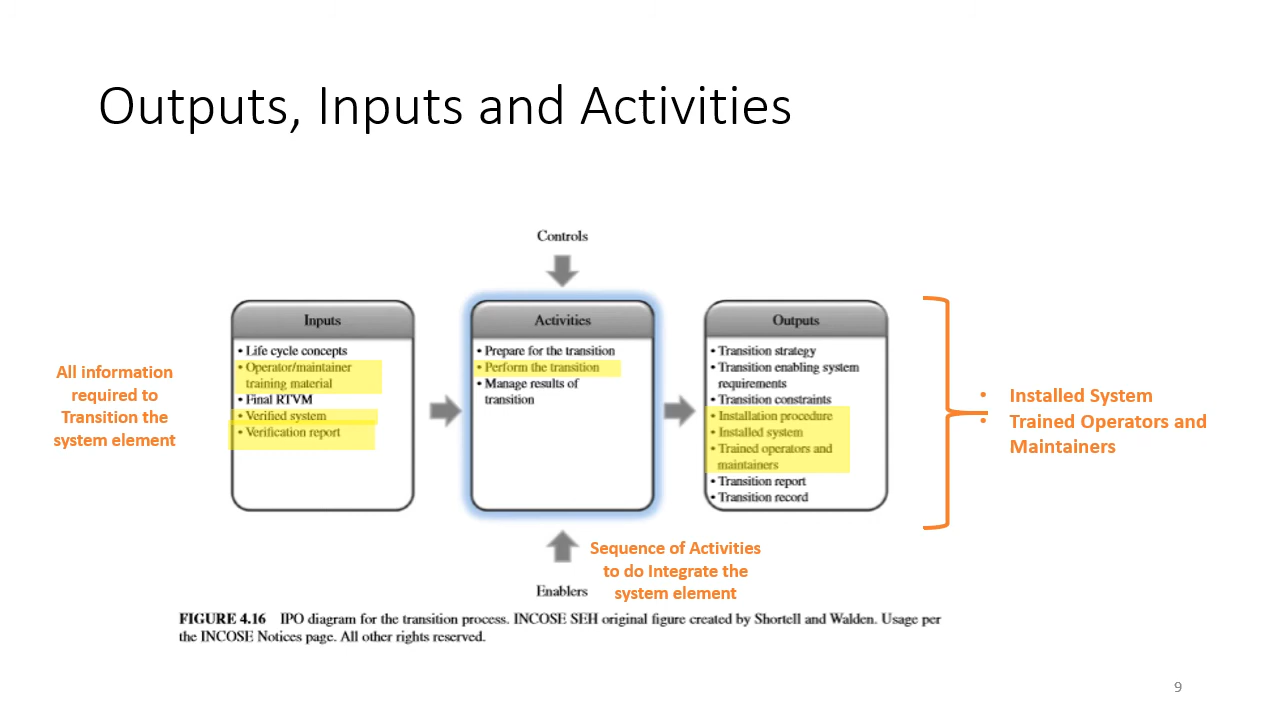 Outputs, Inputs and Activities
Controls
All information
required to
Transition the
system element
Inputs
• Life cycle concepts
• Operator/maintainer
training material
• Final RTVM
• Verified system
• Verification report
Activities
• Prepare for the transition
• Perform the transition
• Manage results of
transition
Outputs
• Transition strategy
• Transition enabling system
requirements
• Transition constraints
• Installation procedure
• Installed system
• Trained operators and
maintainers
• Transition report
• Transition record
• Installed System
• Trained Operators and
Maintainers
Sequence of Activities
to do Integrate the
system element
Enablers
FIGURE 4.16 IPO diagram for the transition process. INCOSE SEH original figure created by Shortell and Walden. Usage per
the INCOSE Notices page. All other rights reserved.
9